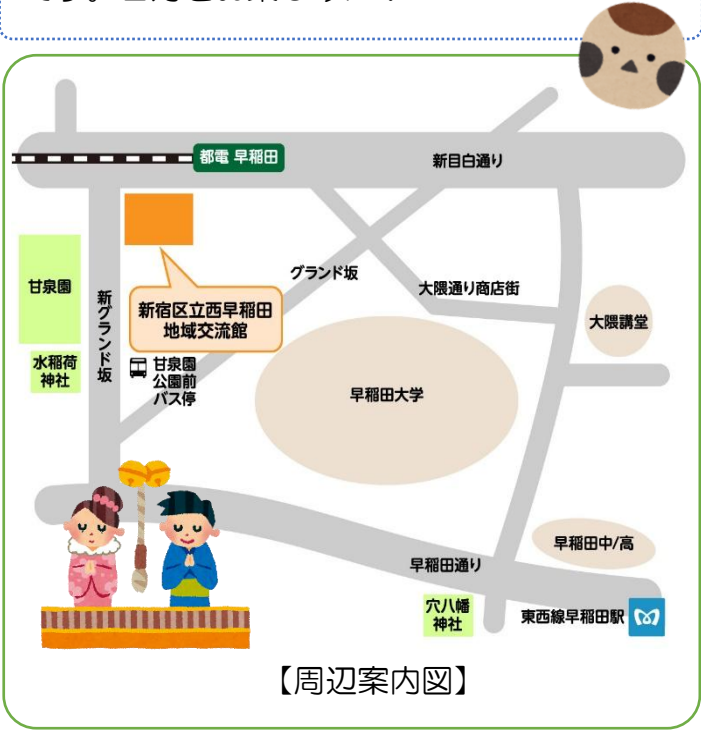 都電 早稲田
新目白通り
グランド坂
大隈通り商店街
甘泉園
新グランド坂
新宿区立西早稲田
地域交流館
大隈講堂
水稲荷
神社
甘泉園
公園前
バス停
早稲田大学
早稲田中/高
早稲田通り
穴八幡
神社
東西線早稲田駅
【周辺案内図】